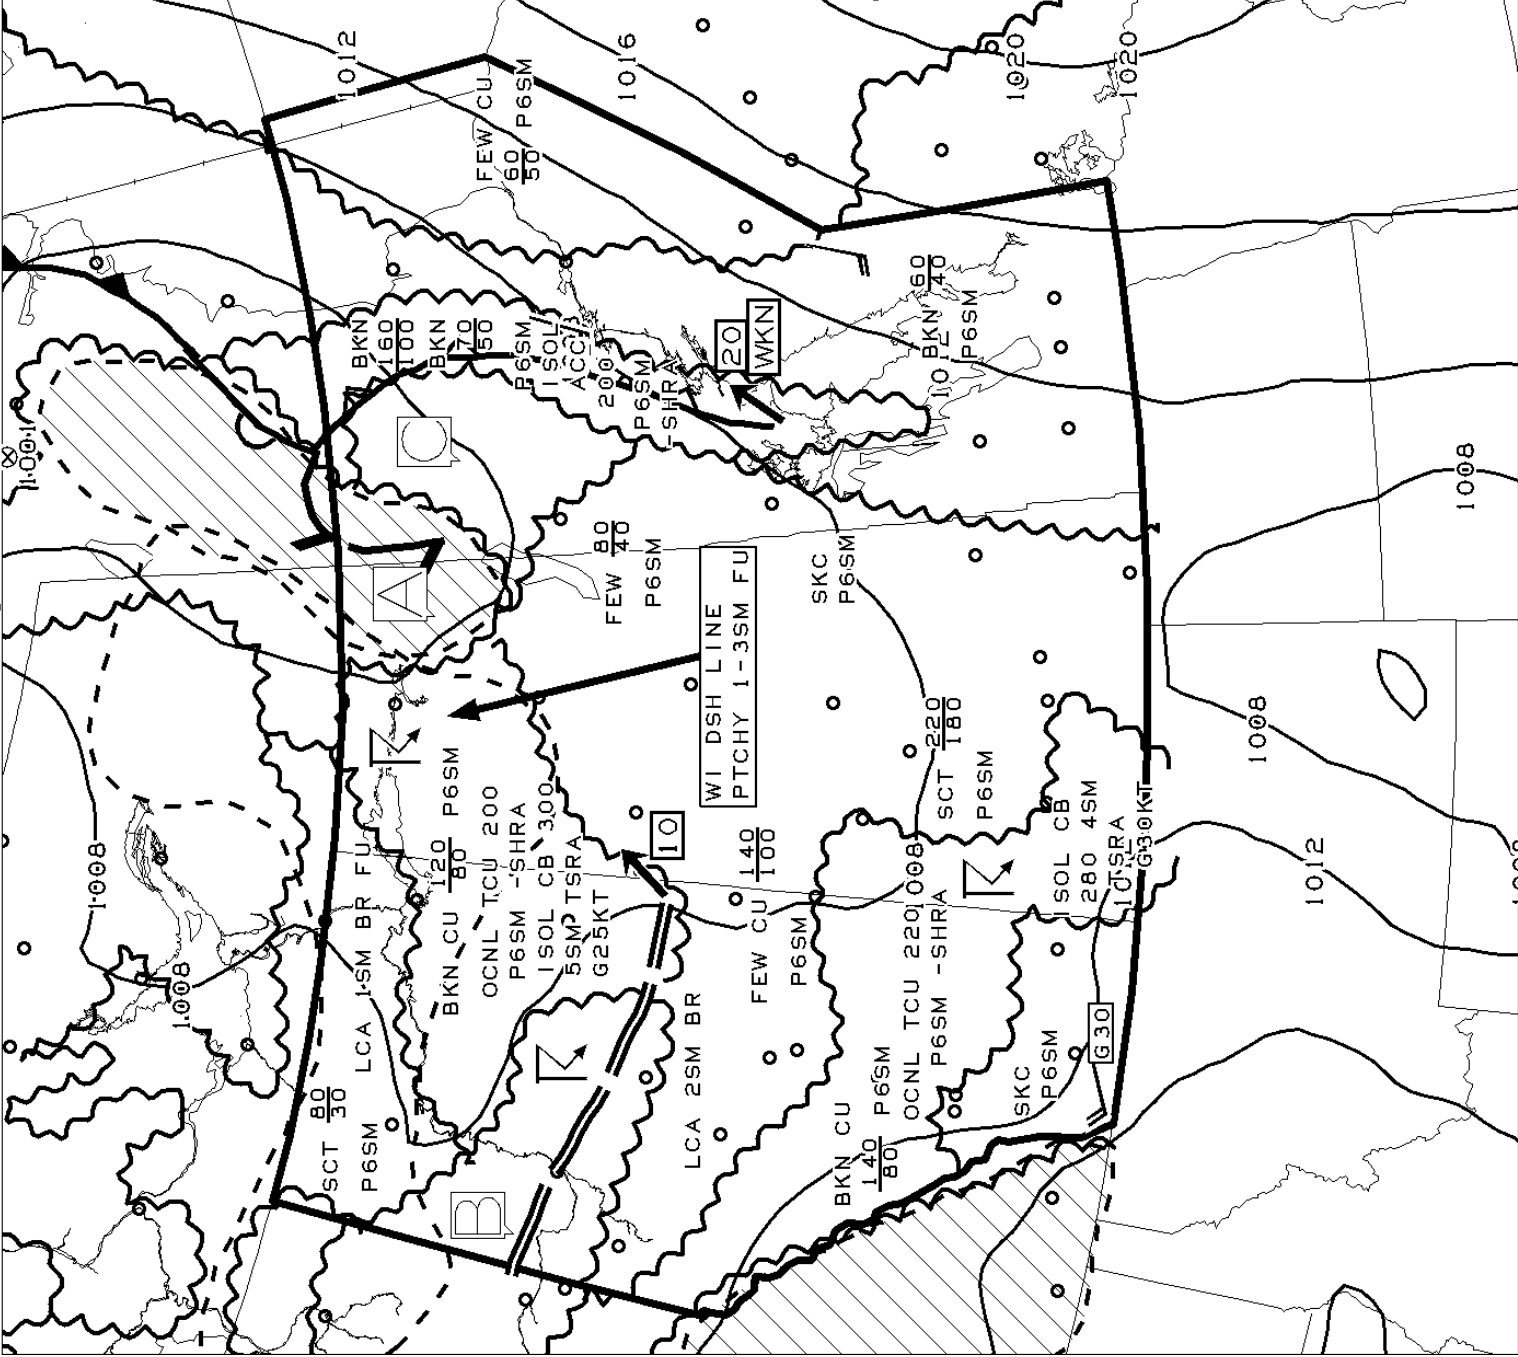 1001
1008
1008
1012
1016
1020
1020
SCT 80
30
P6SM
LCA 1SM BR FU
BKN CU 120
80
P6SM
OCNL TCU 200
P6SM -SHRA
ISOL CB 300
5SM TSRA
G25KT
B
A
C
BKN
160
100
BKN
170
50
P6SM
ISOL
ACC
200
P6SM
-SHRA
FEW CU
60
50
P6SM
FEW 80
40
P6SM
20
WKN
10
WI DSH LINE
PTCHY 1-3SM FU
LCA 2SM BR
FEW CU 140
100
P6SM
SKC
P6SM
BKN CU
140
80
P6SM
OCNL TCU 220
P6SM -SHRA
1008
SCT 220
180
P6SM
BKN 60
40
P6SM
1012
SKC
P6SM
ISOL CB
280 4SM
TSRA
G30KT
G30
1008
1012
1008